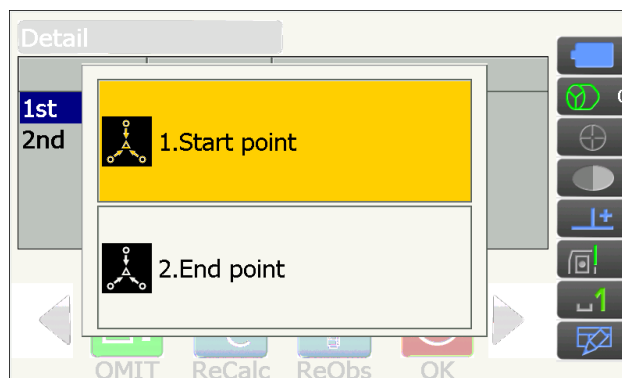 Detail
1st
2nd
1.Start point
2.End point
OMIT ReCalc ReObs OK